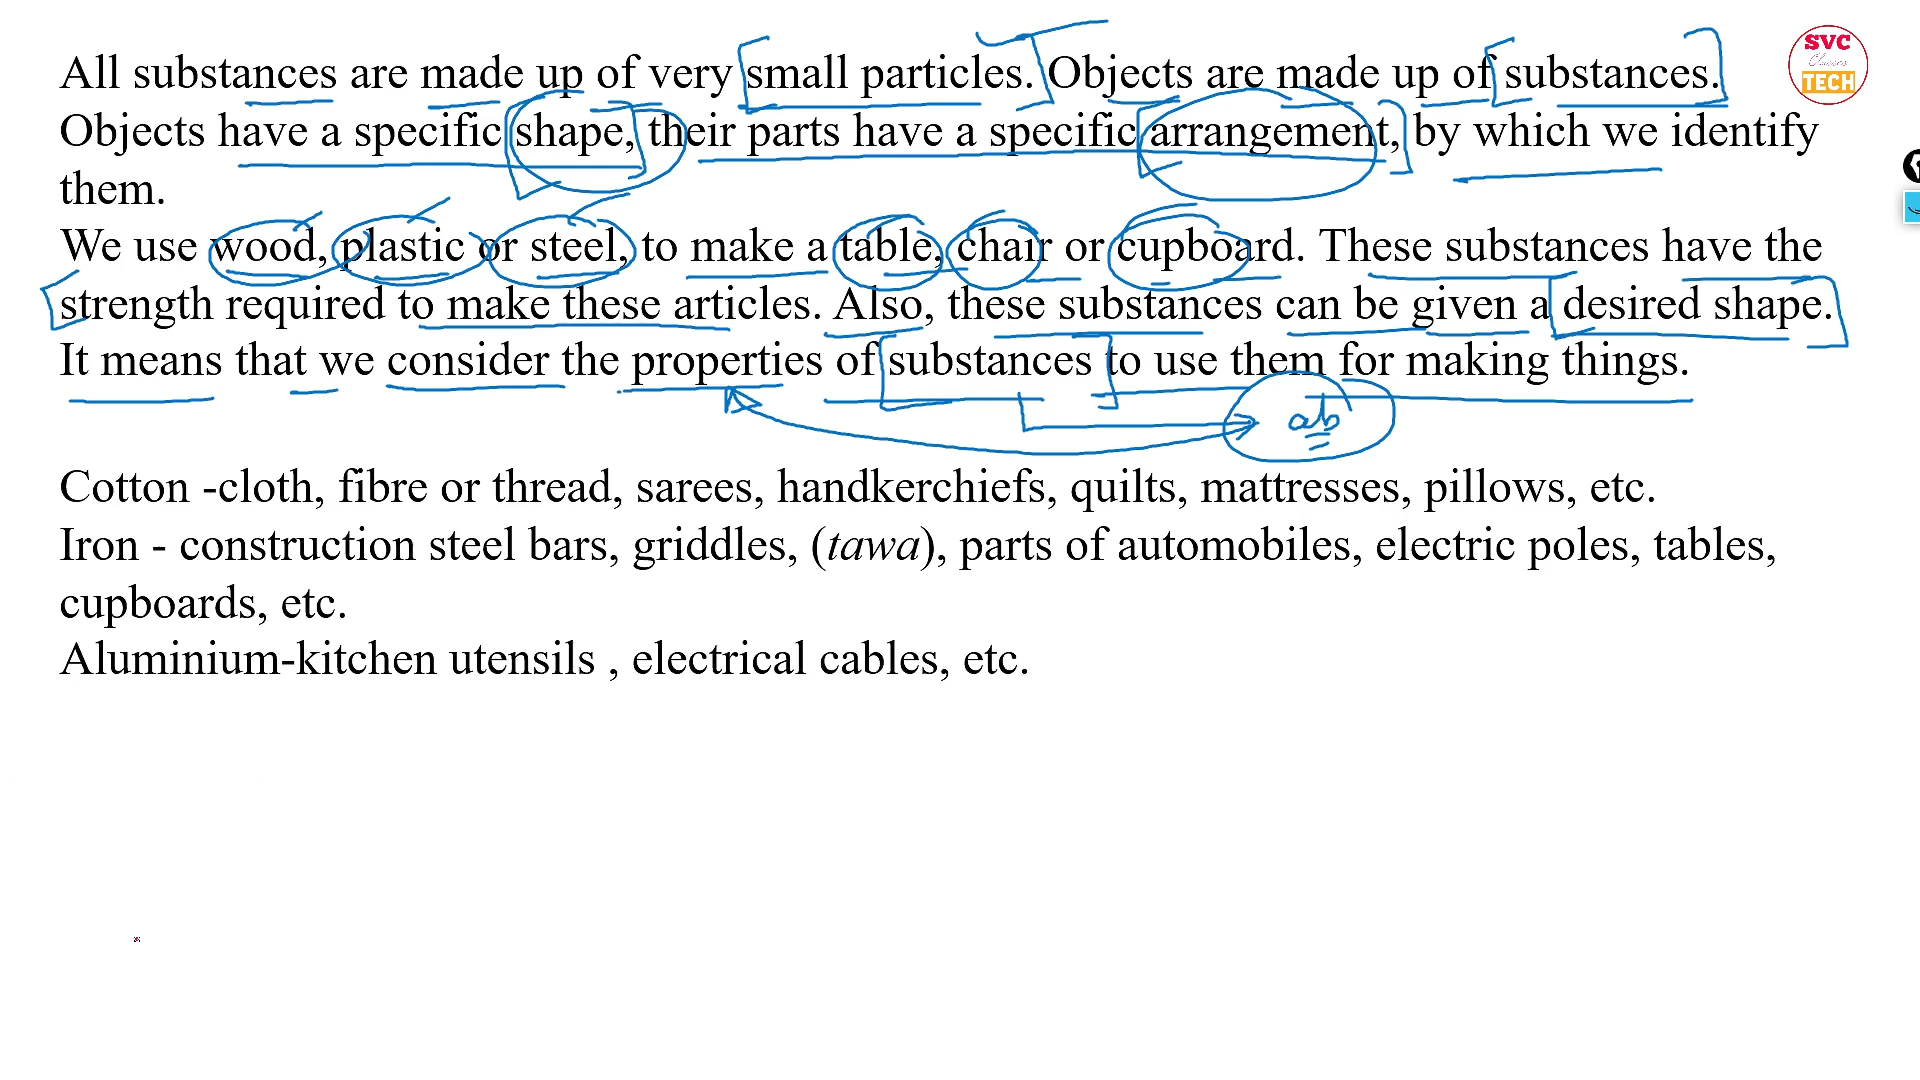 SVC
Classes
TECH
All substances are made up of very small particles. Objects are made up of substances.
Objects have a specific shape, their parts have a specific arrangement, by which we identify
them.
We use wood, plastic or steel, to make a table, chair or cupboard. These substances have the
strength required to make these articles. Also, these substances can be given a desired shape.
It means that we consider the properties of substances to use them for making things.
ab
Cotton -cloth, fibre or thread, sarees, handkerchiefs, quilts, mattresses, pillows, etc.
Iron - construction steel bars, griddles, (tawa), parts of automobiles, electric poles, tables,
cupboards, etc.
Aluminium-kitchen utensils , electrical cables, etc.